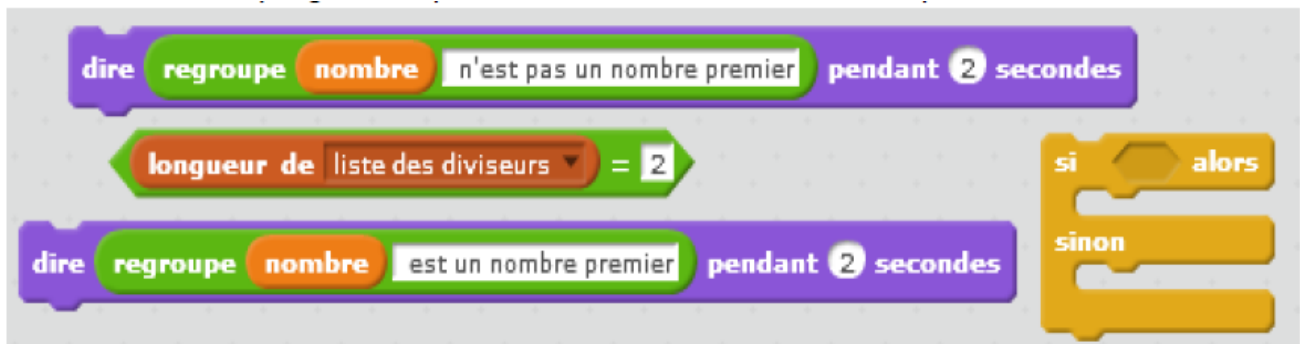 dire regroupe nombre n'est pas un nombre premier pendant 2 secondes
longueur de liste des diviseurs = 2
si alors
sinon
dire regroupe nombre est un nombre premier pendant 2 secondes